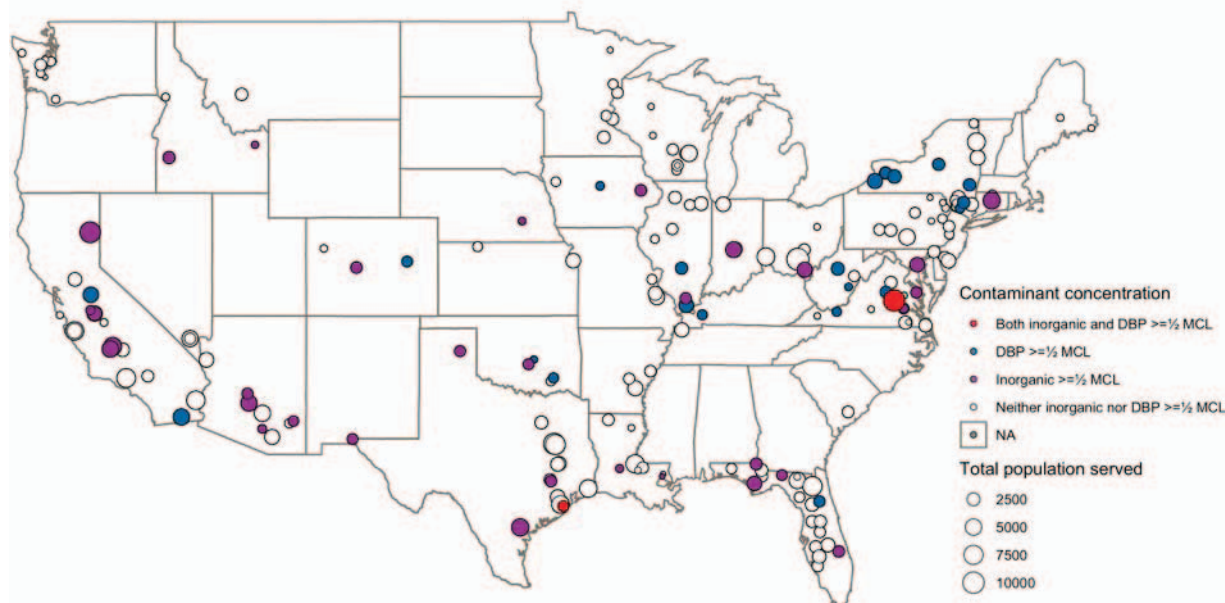 Contaminant concentration
Both inorganic and DBP >=½ MCL
DBP >=½ MCL
Inorganic >=½ MCL
Neither inorganic nor DBP >=½ MCL
NA
Total population served
2500
5000
7500
10000